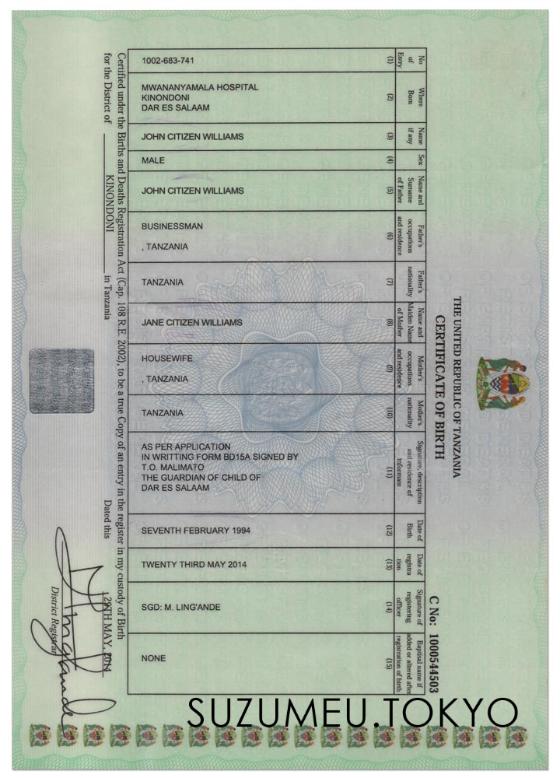 THE UNITED REPUBLIC OF TANZANIA
CERTIFICATE OF BIRTH
C No: 1000544503
No of Entry
(1)
1002-683-741
Where Born
(2)
MWANANYAMALA HOSPITAL
KINONDONI
DAR ES SALAAM
Name if any
(3)
JOHN CITIZEN WILLIAMS
Sex
(4)
MALE
Name and Surname of Father
(5)
JOHN CITIZEN WILLIAMS
Father's occupations and residence
(6)
BUSINESSMAN
, TANZANIA
Father's nationality
(7)
TANZANIA
Name and Maiden Name of Mother
(8)
JANE CITIZEN WILLIAMS
Mother's occupations and residence
(9)
HOUSEWIFE
, TANZANIA
Mother's nationality
(10)
TANZANIA
Signature, description and residence of Informant
(11)
AS PER APPLICATION
IN WRITTING FORM BD15A SIGNED BY
T.O. MALIMATO
THE GUARDIAN OF CHILD OF
DAR ES SALAAM
Date of Birth
(12)
SEVENTH FEBRUARY 1994
Date of registra tion
(13)
TWENTY THIRD MAY 2014
Signature of registering officer
(14)
SGD: M. LING'ANDE
Baptismal name if added or altered after registration of birth
(15)
NONE
Certified under the Births and Deaths Registration Act (Cap. 108 R.E. 2002), to be a true Copy of an entry in the register in my custody of Birth
for the District of KINONDONI in Tanzania Dated this MAY, 2014
District Registrar
SUZUMEU.TOKYO